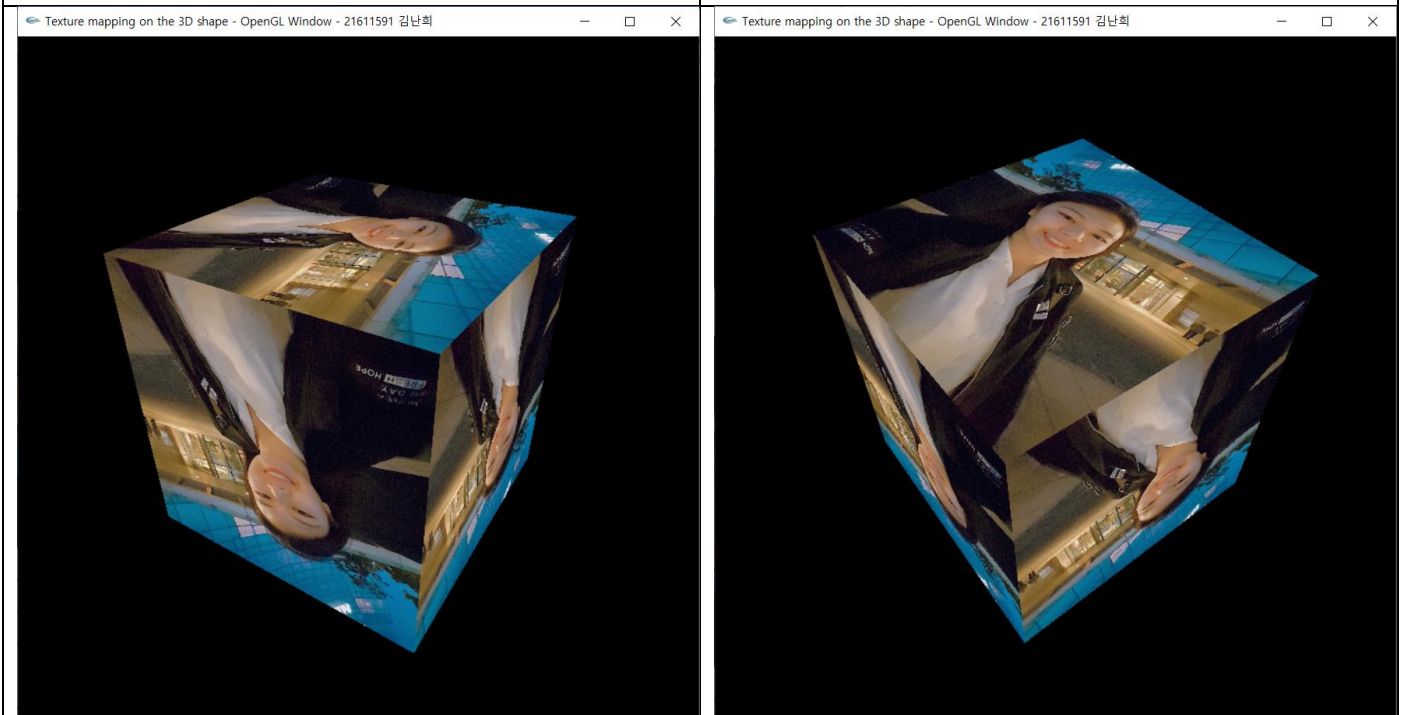 Texture mapping on the 3D shape - OpenGL Window - 21611591 김난희
Texture mapping on the 3D shape - OpenGL Window - 21611591 김난희
HOPE